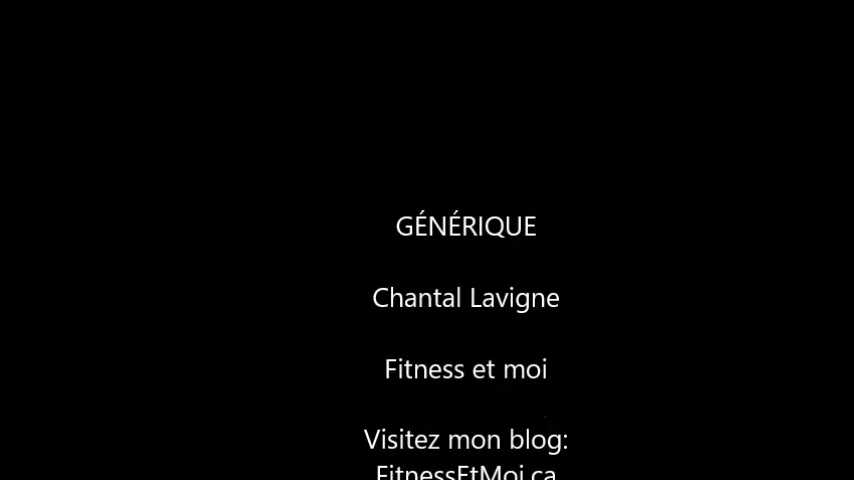 GÉNÉRIQUE
Chantal Lavigne
Fitness et moi
Visitez mon blog:
FitnessEtMoi.ca